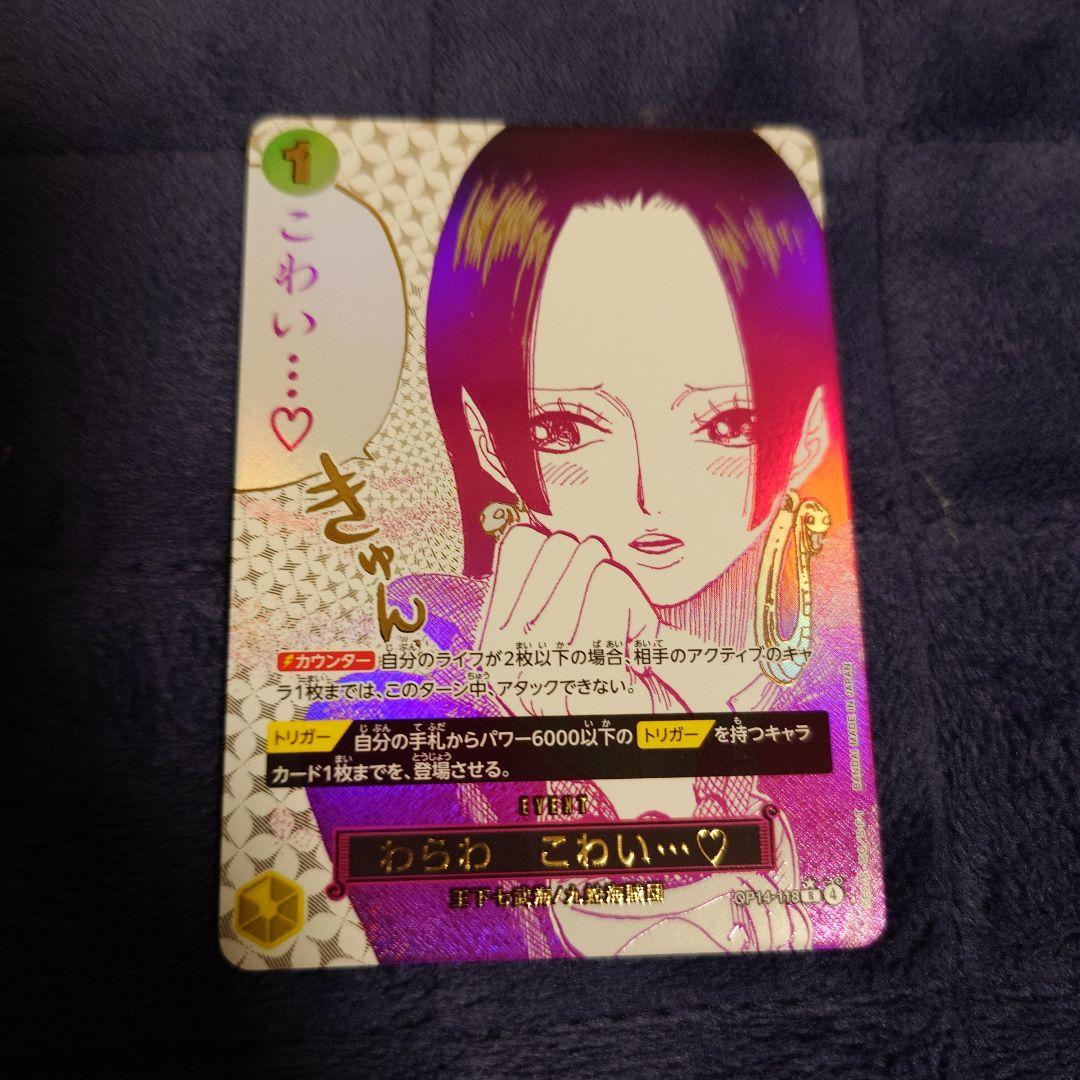 1
こわい…♡
きゅん
カウンター 自分のライフが2枚以下の場合、相手のアクティブのキャ
ラ1枚までは、このターン中、アタックできない。
トリガー 自分の手札からパワー6000以下の トリガー を持つキャラ
カード1枚までを、登場させる。
EVENT
わらわ こわい…♡
王下七武海/九蛇海賊団
OP14-118 R 4
BANDAI MADE IN JAPAN